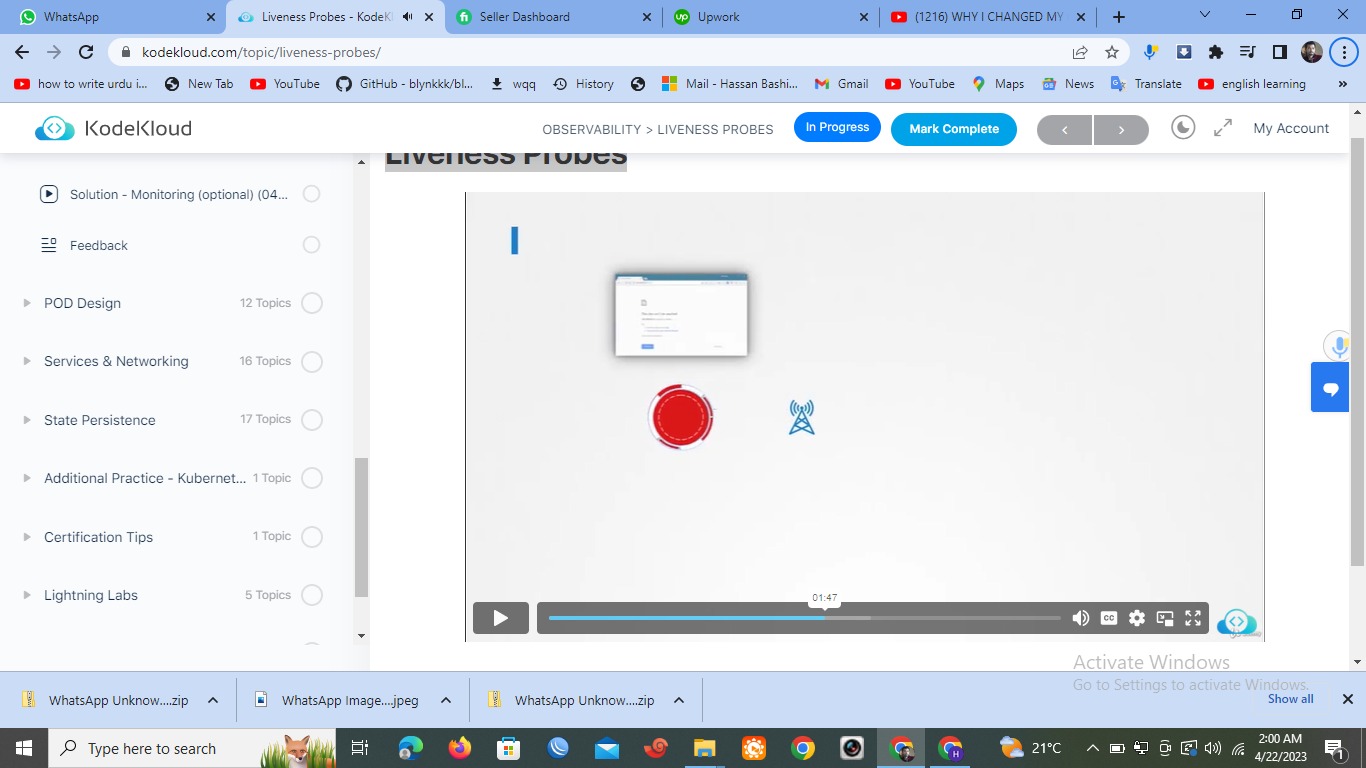 WhatsApp
Liveness Probes - KodeKl
Seller Dashboard
Upwork
(1216) WHY I CHANGED MY
kodekloud.com/topic/liveness-probes/
how to write urdu i...
New Tab
YouTube
GitHub - blynkkk/bl...
wqq
History
Mail - Hassan Bashi...
Gmail
YouTube
Maps
News
Translate
english learning
»
KodeKloud
OBSERVABILITY > LIVENESS PROBES
In Progress
Mark Complete
My Account
Liveness Probes
Solution - Monitoring (optional) (04...
Feedback
POD Design
12 Topics
Services & Networking
16 Topics
State Persistence
17 Topics
Additional Practice - Kubernet...
1 Topic
Certification Tips
1 Topic
Lightning Labs
5 Topics
01:47
CC
Activate Windows
Go to Settings to activate Windows.
WhatsApp Unknow....zip
WhatsApp Image....jpeg
WhatsApp Unknow....zip
Show all
Type here to search
21°C
2:00 AM
4/22/2023
1